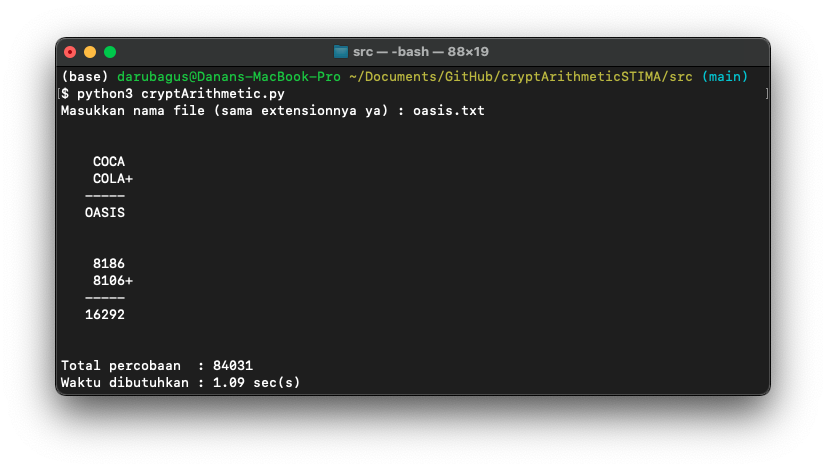 src — -bash — 88×19
(base) darubagus@Danans-MacBook-Pro ~/Documents/GitHub/cryptArithmeticSTIMA/src (main)
[$ python3 cryptArithmetic.py ]
Masukkan nama file (sama extensionnya ya) : oasis.txt
COCA
COLA+
-----
OASIS
8186
8106+
-----
16292
Total percobaan : 84031
Waktu dibutuhkan : 1.09 sec(s)